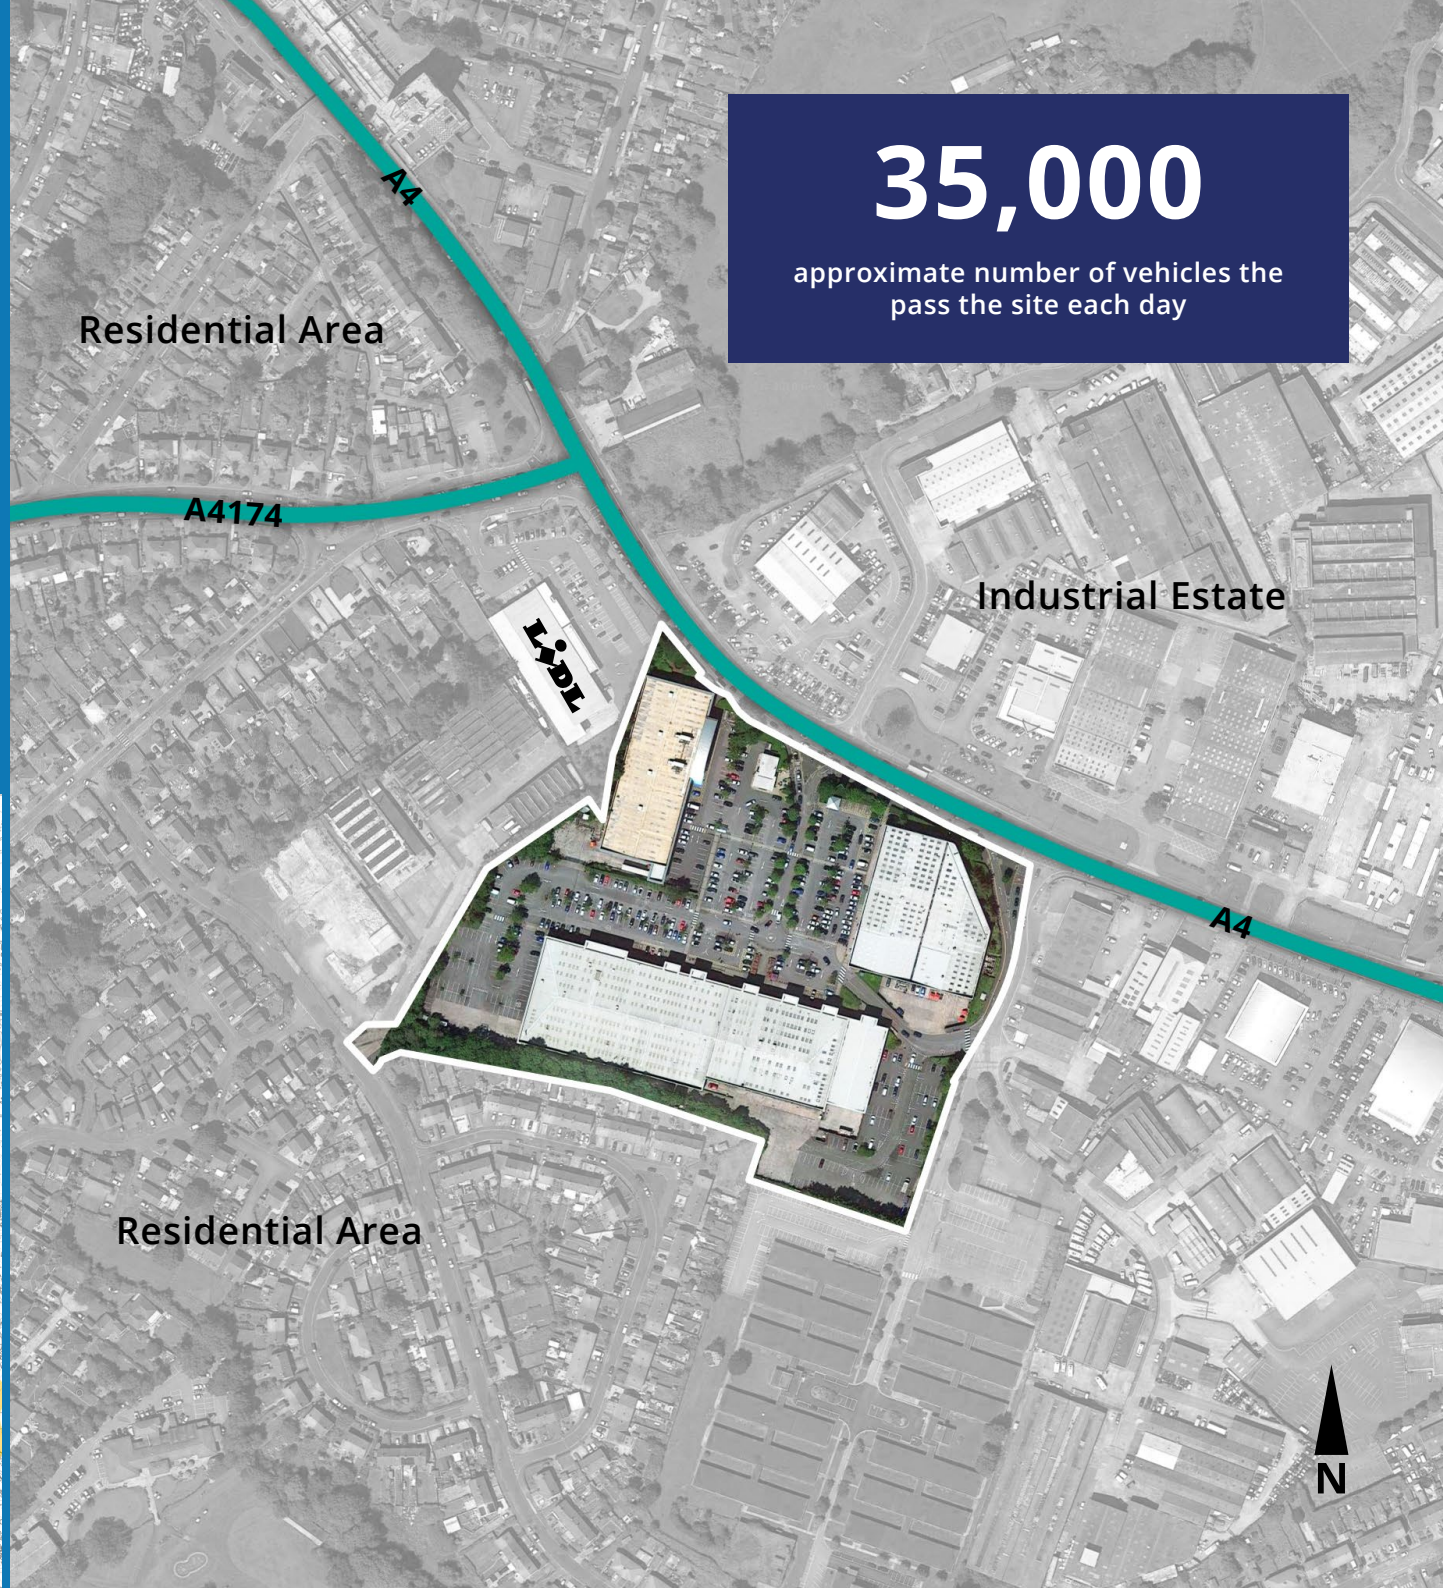 A4
35,000
approximate number of vehicles the
pass the site each day
Residential Area
A4174
Industrial Estate
LIDL
A4
Residential Area
N